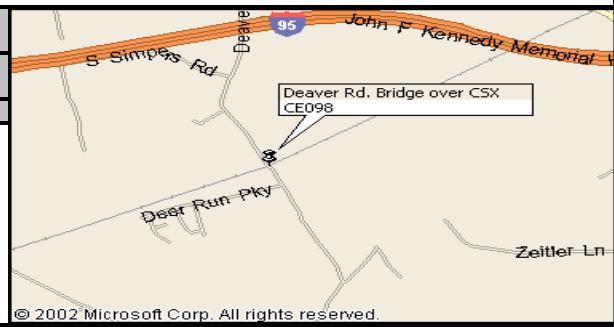 John F Kennedy Memorial
95
Deaver
S Simpers Rd
Deaver Rd. Bridge over CSX
CE098
Deer Run Pky
Zeitler Ln
© 2002 Microsoft Corp. All rights reserved.